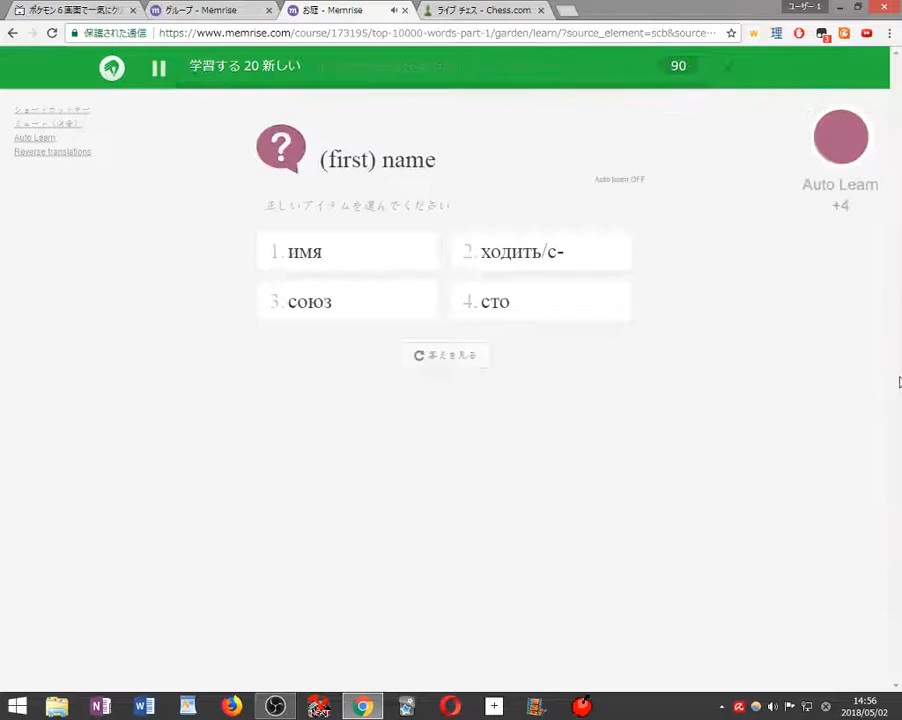 ポケモン6画面で一気にクリ
グループ - Memrise
お庭 - Memrise
ライブ チェス - Chess.com
ユーザー 1
保護された通信
https://www.memrise.com/course/173195/top-10000-words-part-1/garden/learn/?source_element=scb&source…
学習する 20 新しい
90
Auto Learn
Reverse translations
(first) name
Auto learn OFF
Auto Learn
+4
正しいアイテムを選んでください
1. имя
2. ходить/с-
3. союз
4. сто
答えを見る
14:56
2018/05/02